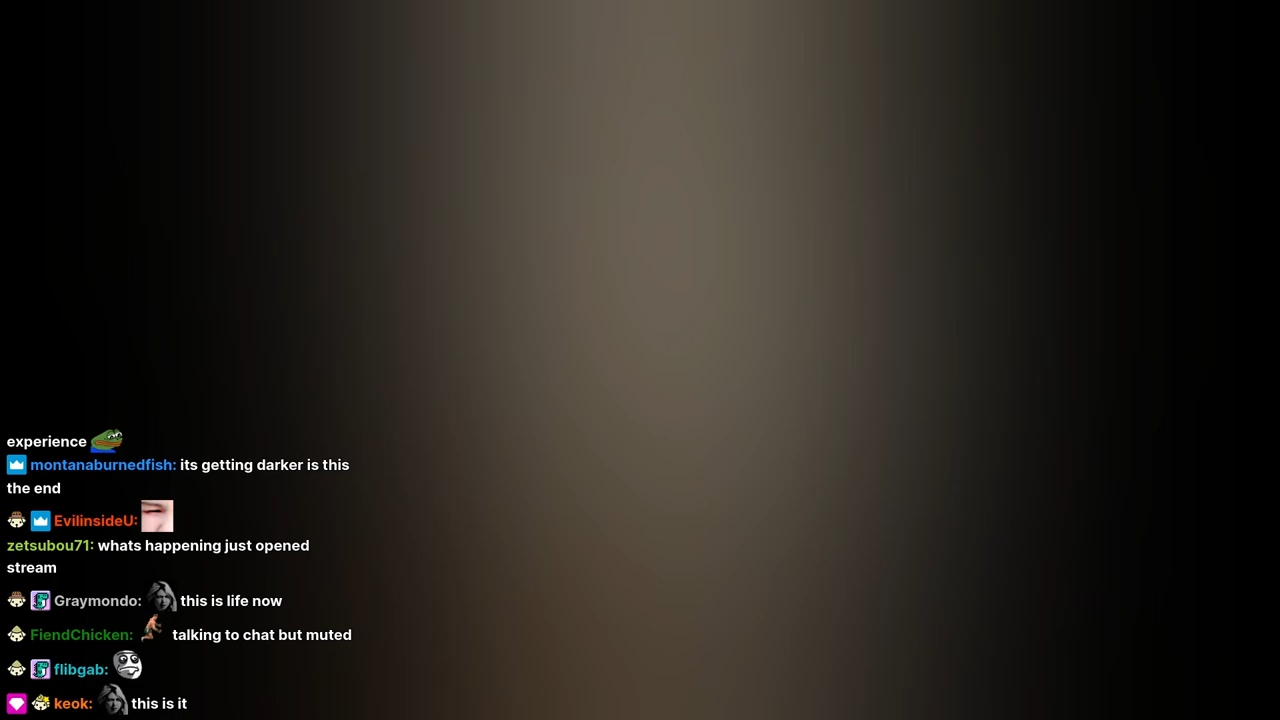 experience
montanaburnedfish: its getting darker is this
the end
EvilinsideU:
zetsubou71: whats happening just opened
stream
Graymondo: this is life now
FiendChicken: talking to chat but muted
flibgab:
keok: this is it